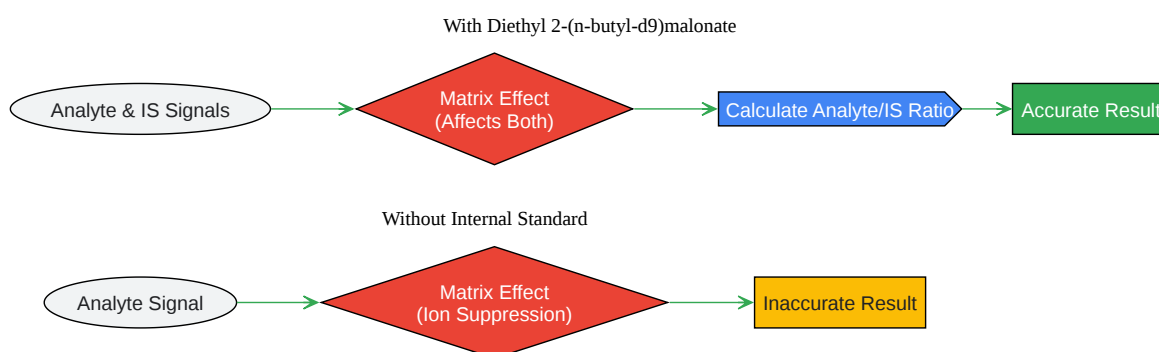 With Diethyl 2-(n-butyl-d9)malonate
Analyte & IS Signals
Matrix Effect
(Affects Both)
Calculate Analyte/IS Ratio
Accurate Result
Without Internal Standard
Analyte Signal
Matrix Effect
(Ion Suppression)
Inaccurate Result